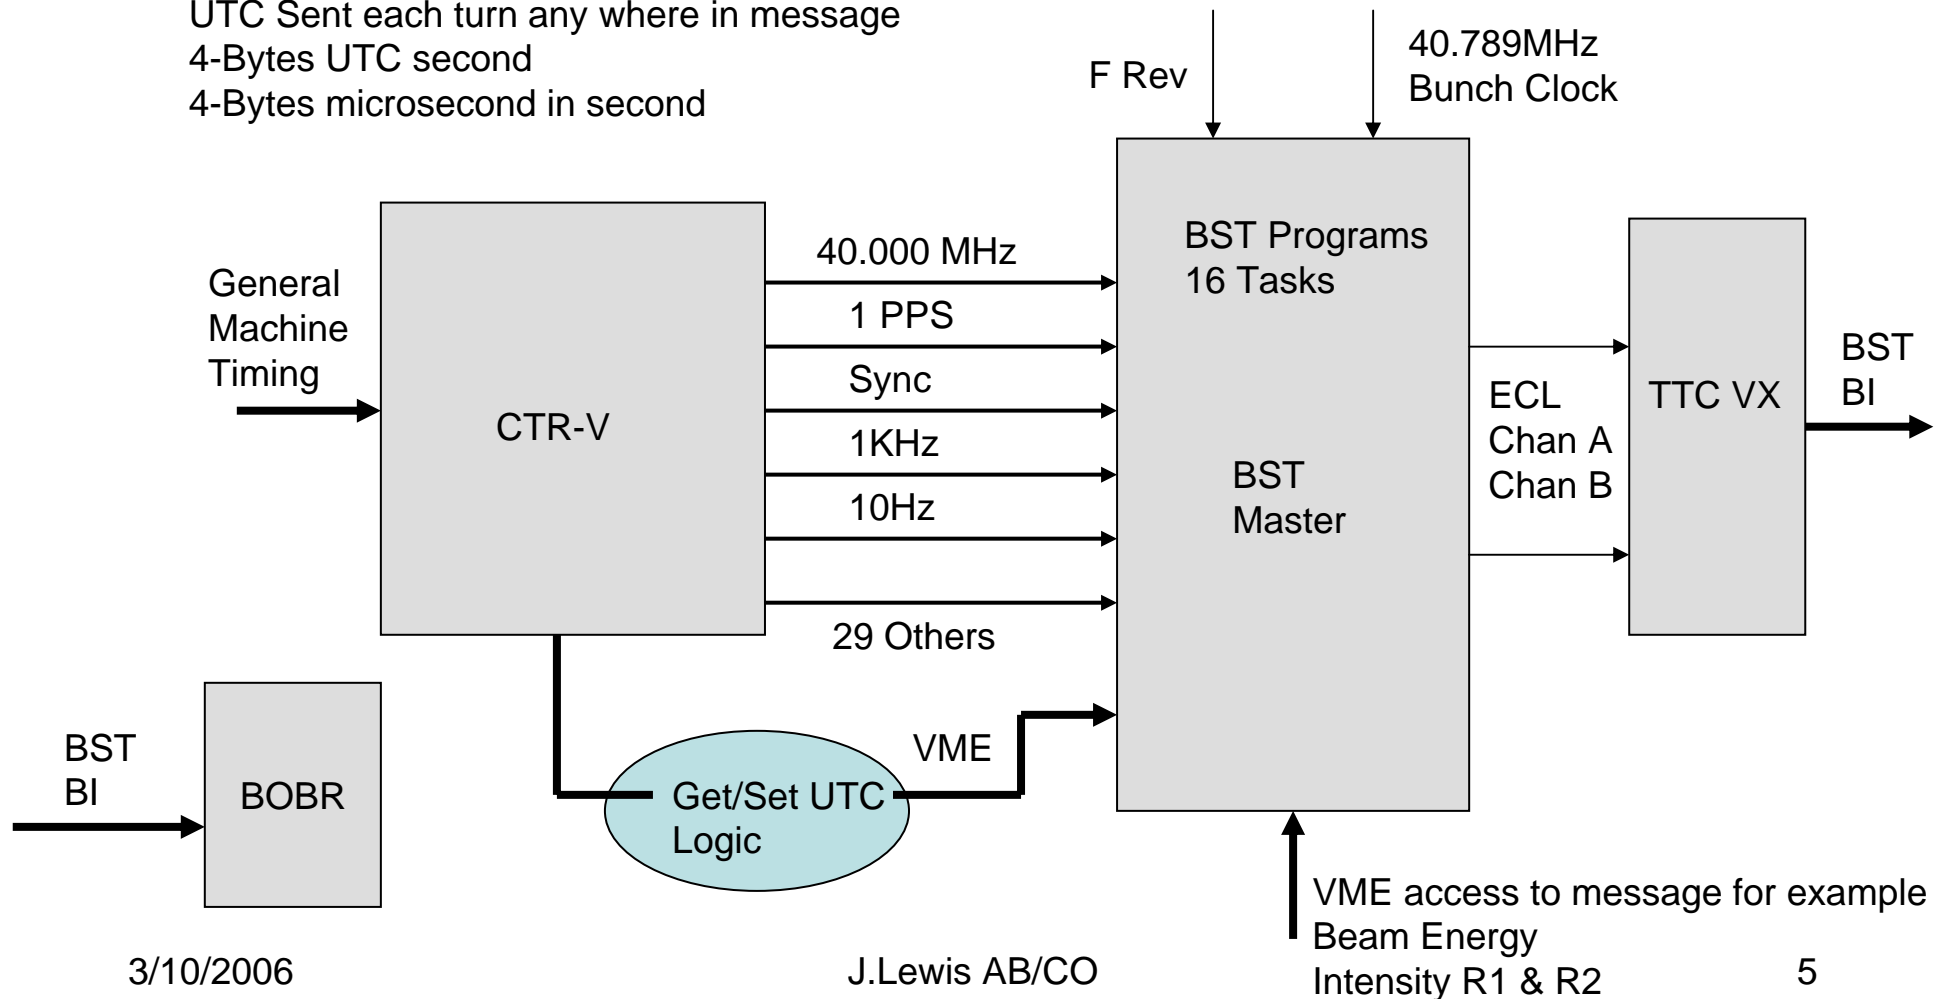 UTC Sent each turn any where in message
4-Bytes UTC second
4-Bytes microsecond in second
F Rev
40.789MHz
Bunch Clock
General
Machine
Timing
CTR-V
40.000 MHz
1 PPS
Sync
1KHz
10Hz
29 Others
BST Programs
16 Tasks
BST
Master
ECL
Chan A
Chan B
TTC VX
BST
BI
BST
BI
BOBR
Get/Set UTC
Logic
VME
VME access to message for example
Beam Energy
Intensity R1 & R2
3/10/2006
J.Lewis AB/CO
5